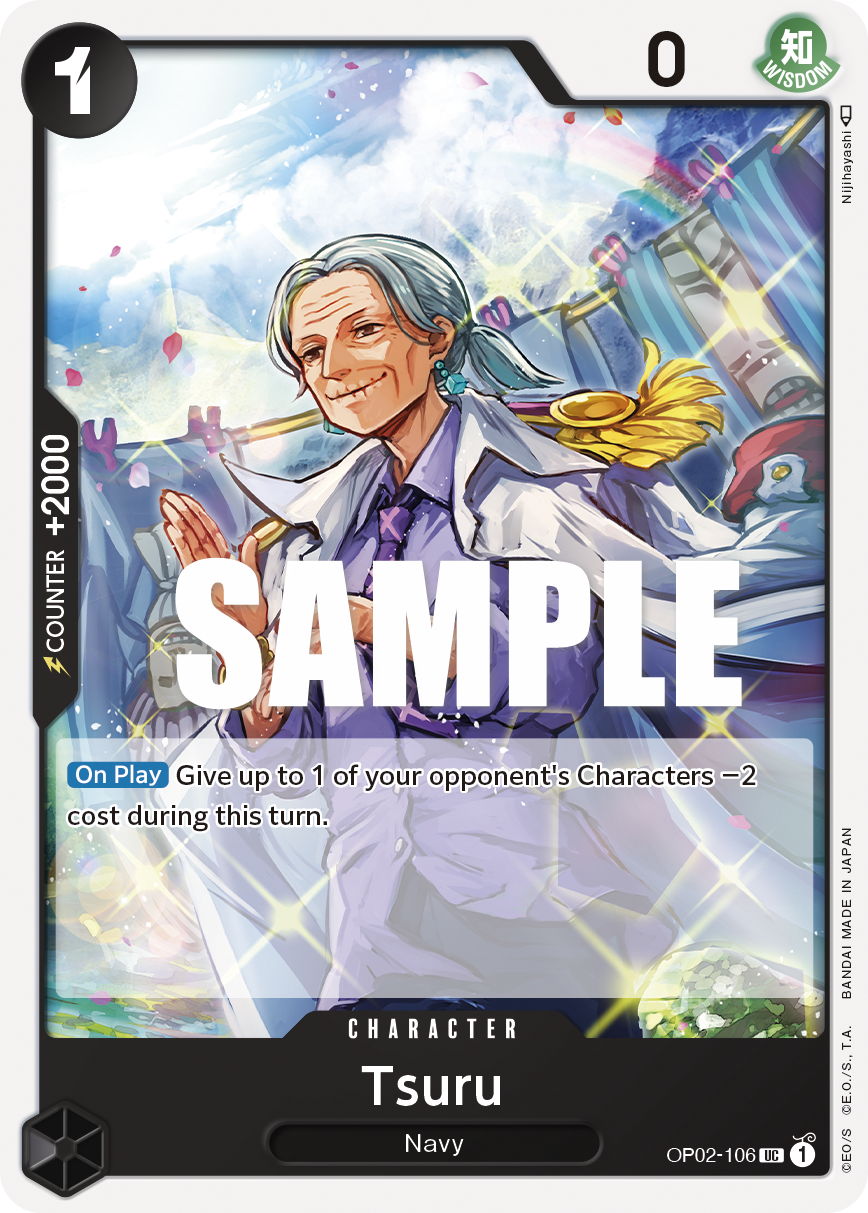 1
0
知
WISDOM
Nijihayashi
COUNTER +2000
SAMPLE
On Play Give up to 1 of your opponent's Characters −2
cost during this turn.
CHARACTER
Tsuru
Navy
OP02-106 UC 1
©EO/S ©E.O./S., T.A. BANDAI MADE IN JAPAN